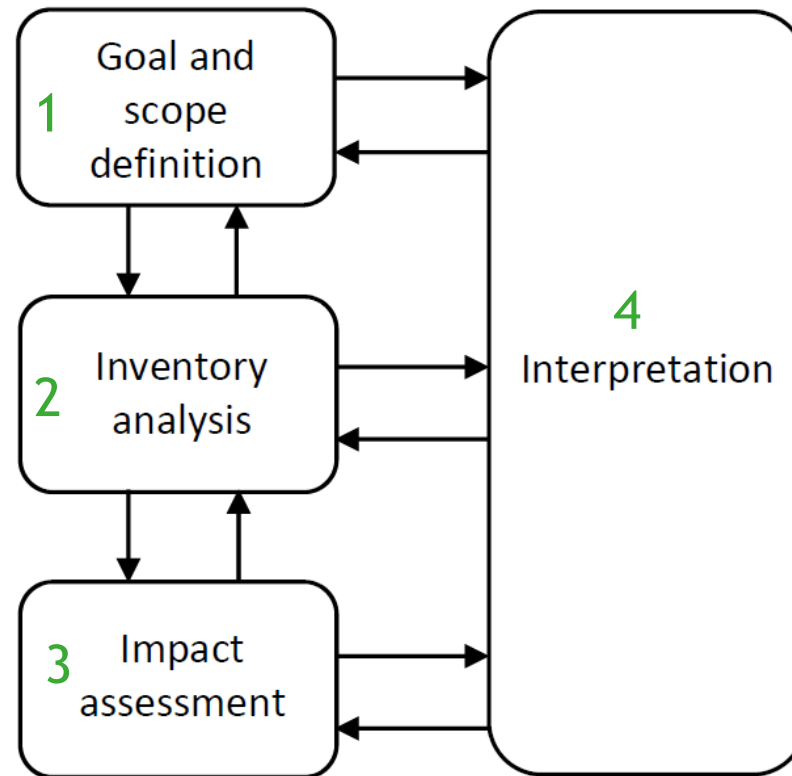 Goal and
1 scope
definition
2 Inventory
analysis
3 Impact
assessment
4
Interpretation